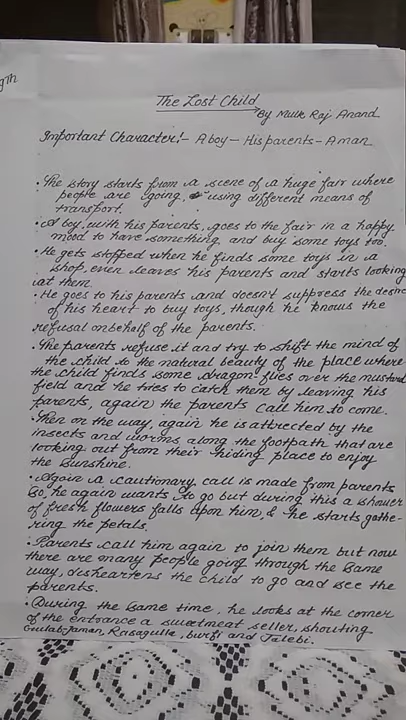 9th
The Lost Child
By Mulk Raj Anand
Important Character:- A boy - His parents - A man
• The story starts from a scene of a huge fair where
people are going, using different means of
transport.
• A boy, with his parents, goes to the fair in a happy
mood to have something, and buy some toys too.
• He gets stopped when he finds some toys in a
shop, even leaves his parents and starts looking
at them.
• He goes to his parents and doesn't suppress the desire
of his heart to buy toys, though he knows the
refusal onbehalf of the parents.
• The parents refuse it and try to shift the mind of
the child to the natural beauty of the place where
the child finds some dragon flies over the mustard
field and he tries to catch them by leaving his
parents, again the parents call him to come.
• Then on the way, again he is attrected by the
insects and worms along the footpath that are
looking out from their hiding place to enjoy
the sunshine.
• Again a cautionary call is made from parents
so, he again wants to go but during this a shower
of fresh flowers falls upon him, & he starts gathe-
ring the petals.
• Parents call him again to join them but now
there are many people going through the same
way, disheartens the child to go and see the
parents.
• During the same time, he looks at the corner
of the entrance a sweetmeat seller, shouting
Gulab-Jaman, Rasagulla, burfi and Jalebi.